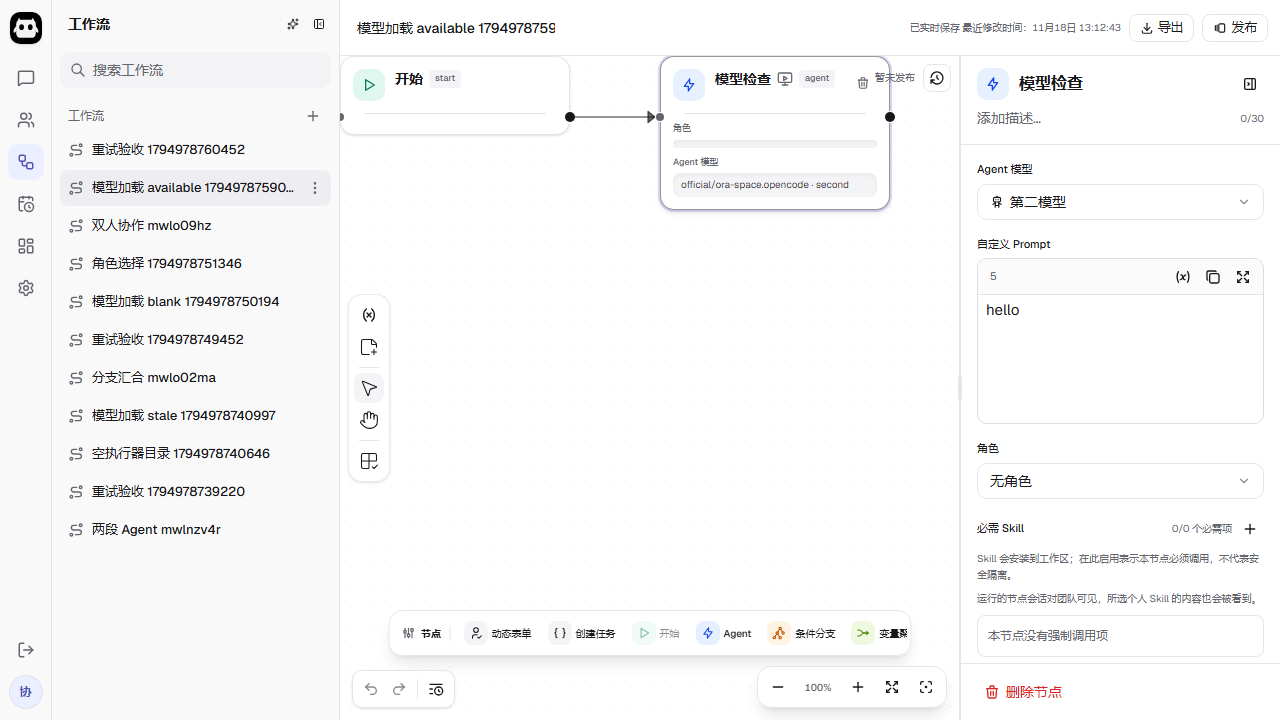 工作流
搜索工作流
工作流
重试验收 1794978760452
模型加载 available 17949787590...
双人协作 mwlo09hz
角色选择 1794978751346
模型加载 blank 1794978750194
重试验收 1794978749452
分支汇合 mwlo02ma
模型加载 stale 1794978740997
空执行器目录 1794978740646
重试验收 1794978739220
两段 Agent mwlnzv4r
协
模型加载 available 1794978759
已实时保存 最近修改时间：11月18日 13:12:43
导出
发布
开始 start
模型检查 agent
暂未发布
角色
Agent 模型
official/ora-space.opencode · second
节点
动态表单
创建任务
开始
Agent
条件分支
变量聚
100%
模型检查
添加描述...
0/30
Agent 模型
第二模型
自定义 Prompt
5
hello
角色
无角色
必需 Skill
0/0 个必需项
Skill 会安装到工作区；在此启用表示本节点必须调用，不代表安
全隔离。
运行的节点会话对团队可见，所选个人 Skill 的内容也会被看到。
本节点没有强制调用项
删除节点